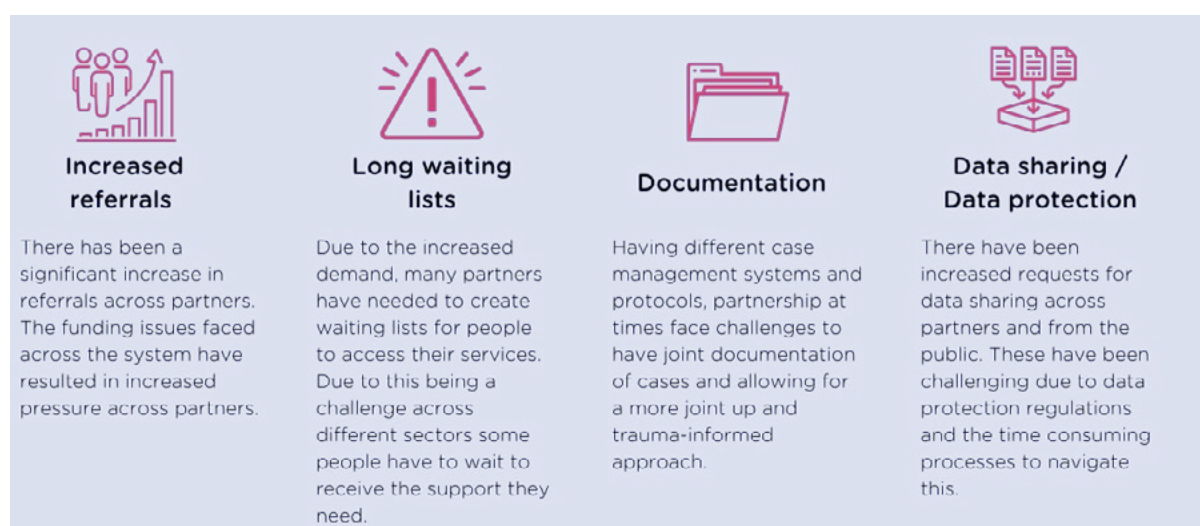 Increased
referrals
There has been a
significant increase in
referrals across partners.
The funding issues faced
across the system have
resulted in increased
pressure across partners.
Long waiting
lists
Due to the increased
demand, many partners
have needed to create
waiting lists for people
to access their services.
Due to this being a
challenge across
different sectors some
people have to wait to
receive the support they
need.
Documentation
Having different case
management systems and
protocols, partnership at
times face challenges to
have joint documentation
of cases and allowing for
a more joint up and
trauma-informed
approach.
Data sharing /
Data protection
There have been
increased requests for
data sharing across
partners and from the
public. These have been
challenging due to data
protection regulations
and the time consuming
processes to navigate
this.